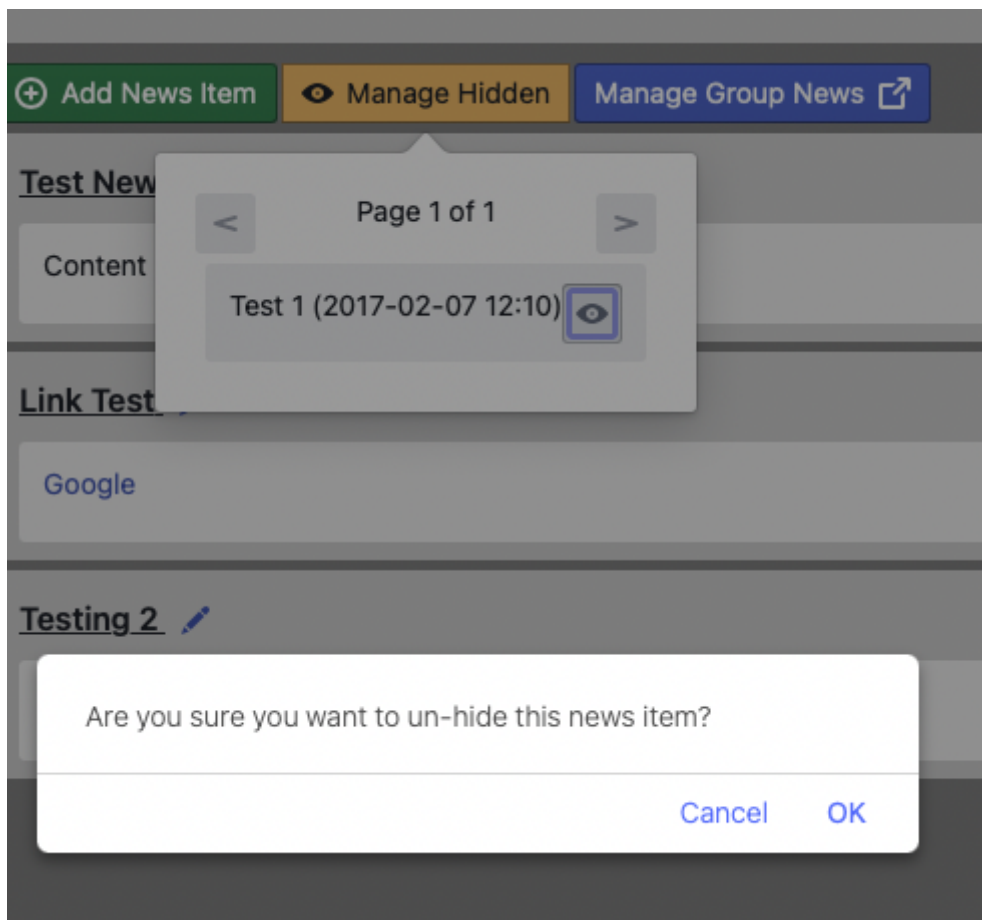 Add News Item
Manage Hidden
Manage Group News
Test New
<
Page 1 of 1
>
Content
Test 1 (2017-02-07 12:10)
Link Test
Google
Testing 2
Are you sure you want to un-hide this news item?
Cancel
OK